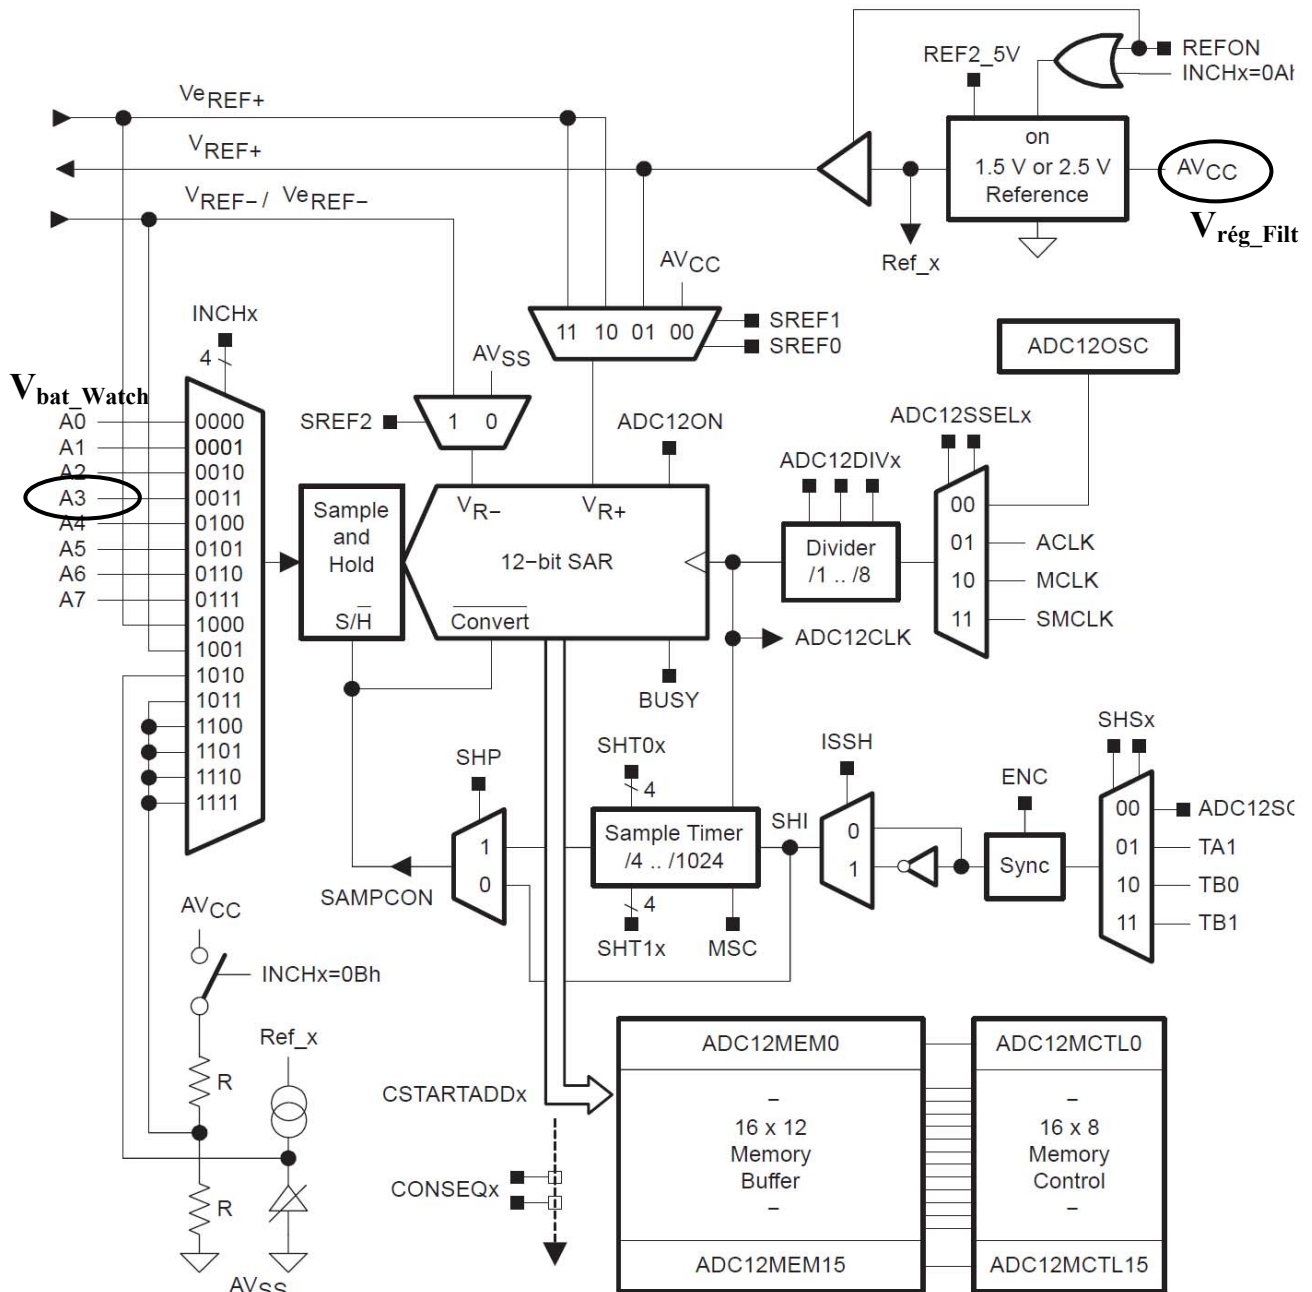 REFON
INCHx=0Ah
REF2_5V
VeREF+
VREF+
on
1.5 V or 2.5 V
Reference
AVCC
Vrég_Filt
VREF− / VeREF−
Ref_x
AVCC
INCHx
4
11 10 01 00
SREF1
SREF0
ADC12OSC
AVSS
Vbat_Watch
SREF2
1 0
ADC12ON
ADC12SSELx
ADC12DIVx
A0 0000
A1 0001
A2 0010
A3 0011
A4 0100
A5 0101
A6 0110
A7 0111
1000
1001
1010
1011
1100
1101
1110
1111
Sample
and
Hold
S/H
VR−
VR+
12−bit SAR
Convert
Divider
/1 .. /8
00
01 ACLK
10 MCLK
11 SMCLK
ADC12CLK
BUSY
SHP
SHT0x
4
ISSH
ENC
SHSx
1
0
SAMPCON
Sample Timer
/4 .. /1024
SHI
0
1
Sync
00 ADC12SC
01 TA1
10 TB0
11 TB1
4
SHT1x
MSC
AVCC
INCHx=0Bh
Ref_x
R
R
AVSS
CSTARTADDx
CONSEQx
ADC12MEM0
–
16 x 12
Memory
Buffer
–
ADC12MEM15
ADC12MCTL0
–
16 x 8
Memory
Control
–
ADC12MCTL15